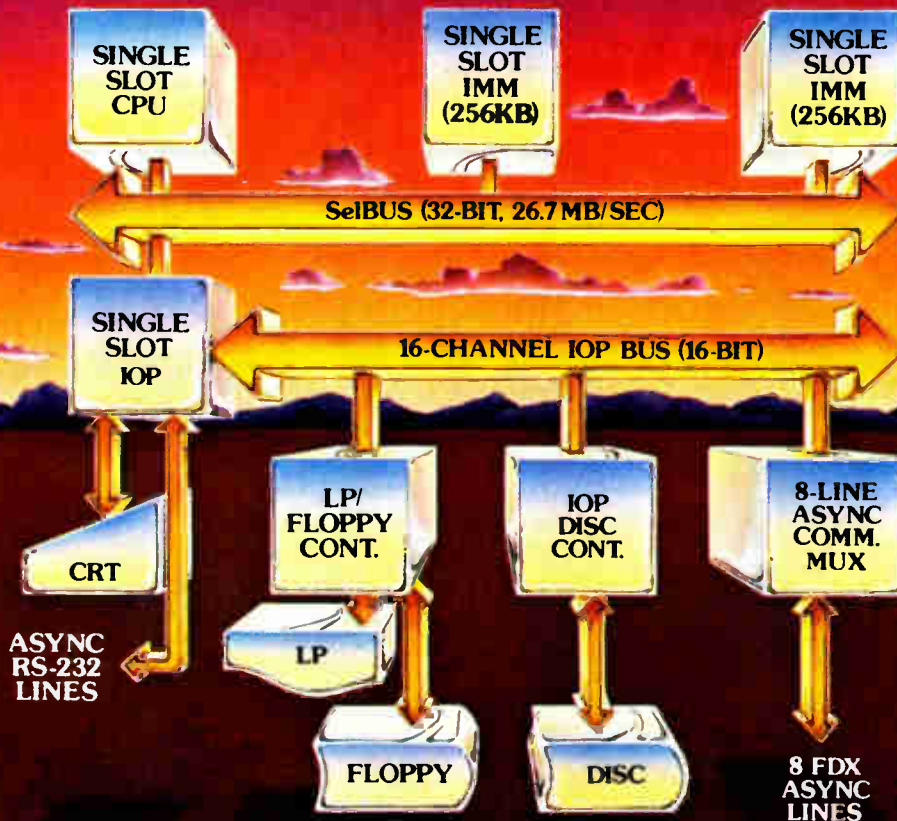 SINGLE
SLOT
CPU
SINGLE
SLOT
IMM
(256KB)
SINGLE
SLOT
IMM
(256KB)
SelBUS (32-BIT, 26.7 MB/SEC)
SINGLE
SLOT
IOP
16-CHANNEL IOP BUS (16-BIT)
LP/
FLOPPY
CONT.
IOP
DISC
CONT.
8-LINE
ASYNC
COMM.
MUX
CRT
ASYNC
RS-232
LINES
LP
FLOPPY
DISC
8 FDX
ASYNC
LINES